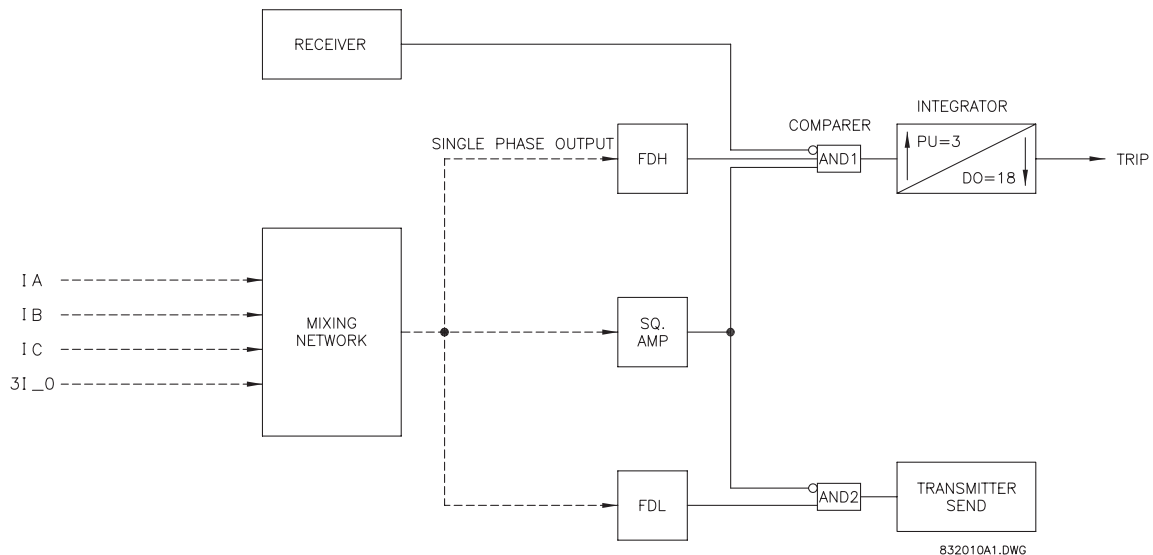 RECEIVER
INTEGRATOR
COMPARER
SINGLE PHASE OUTPUT
FDH
AND1
PU=3
DO=18
TRIP
IA
IB
IC
3I_0
MIXING
NETWORK
SQ.
AMP
FDL
AND2
TRANSMITTER
SEND
832010A1.DWG